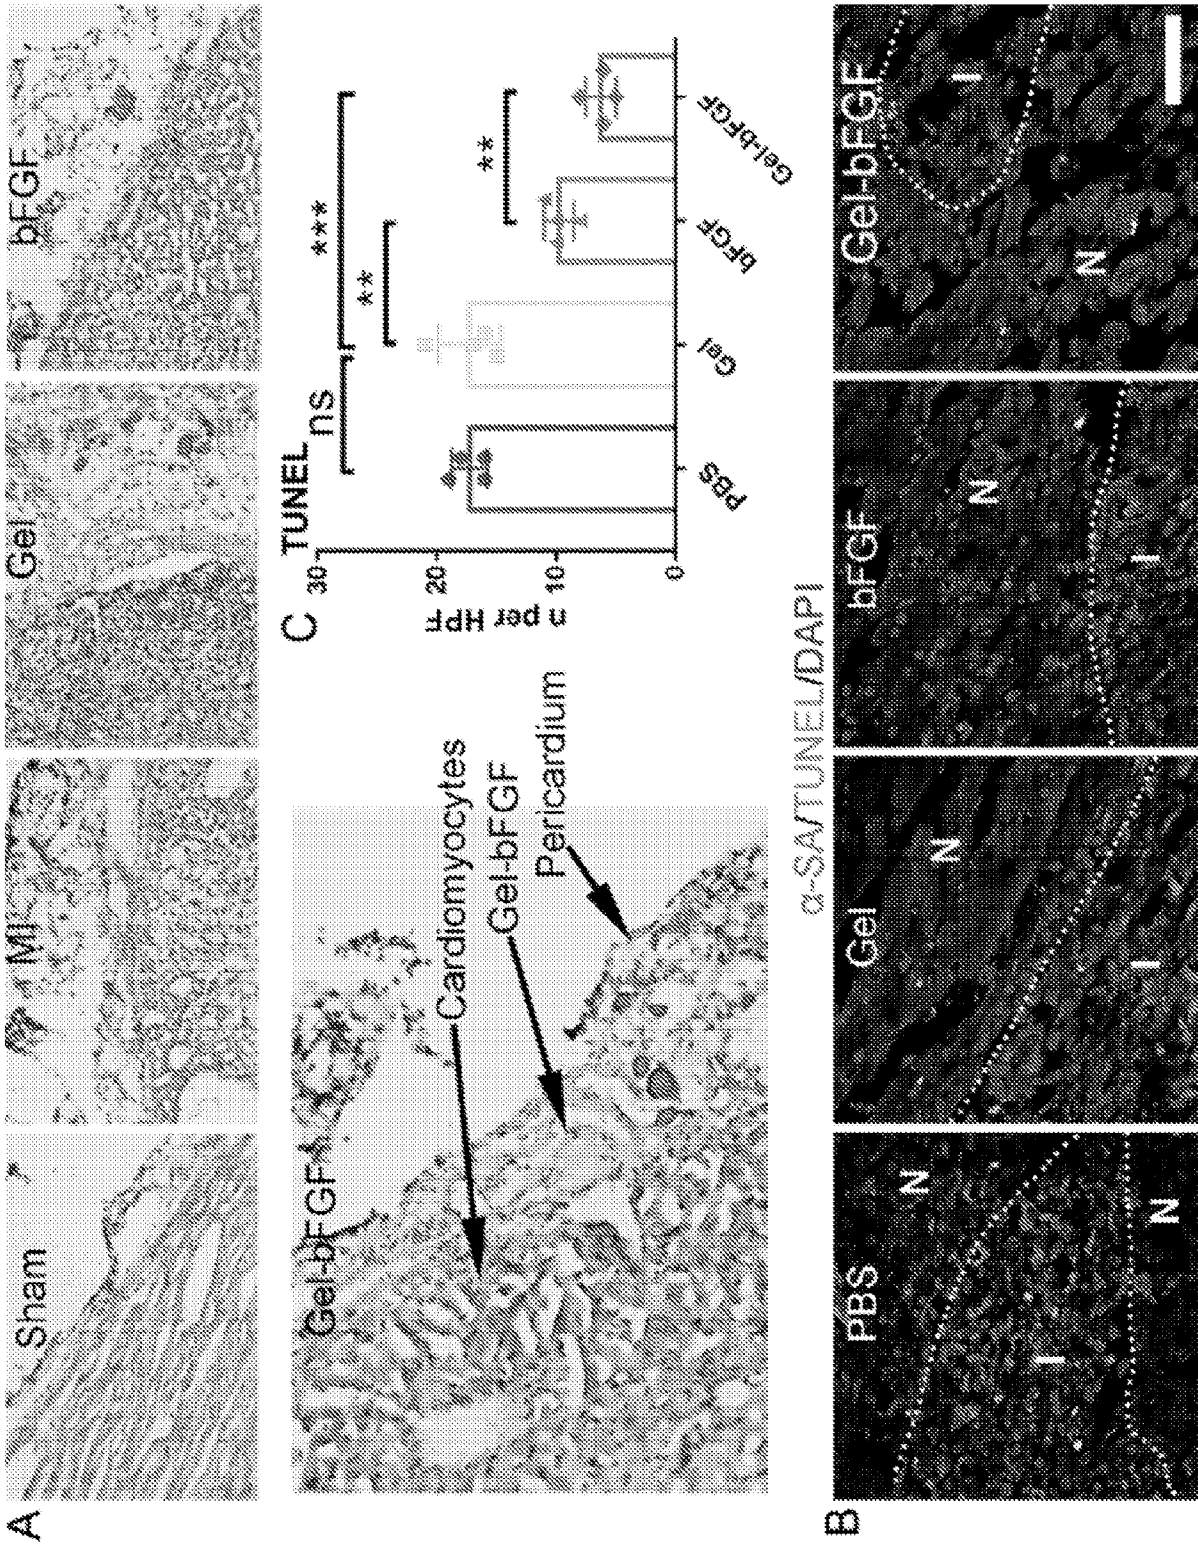 A
Sham
MI
Gel
bFGF
Gel-bFGF
Cardiomyocytes
Gel-bFGF
Pericardium
C
TUNEL
30
20
10
0
n per HPF
ns
***
**
**
PBS
Gel
bFGF
Gel-bFGF
α-SA/TUNEL/DAPI
B
PBS
N
I
N
Gel
N
I
bFGF
N
I
Gel-bFGF
I
N